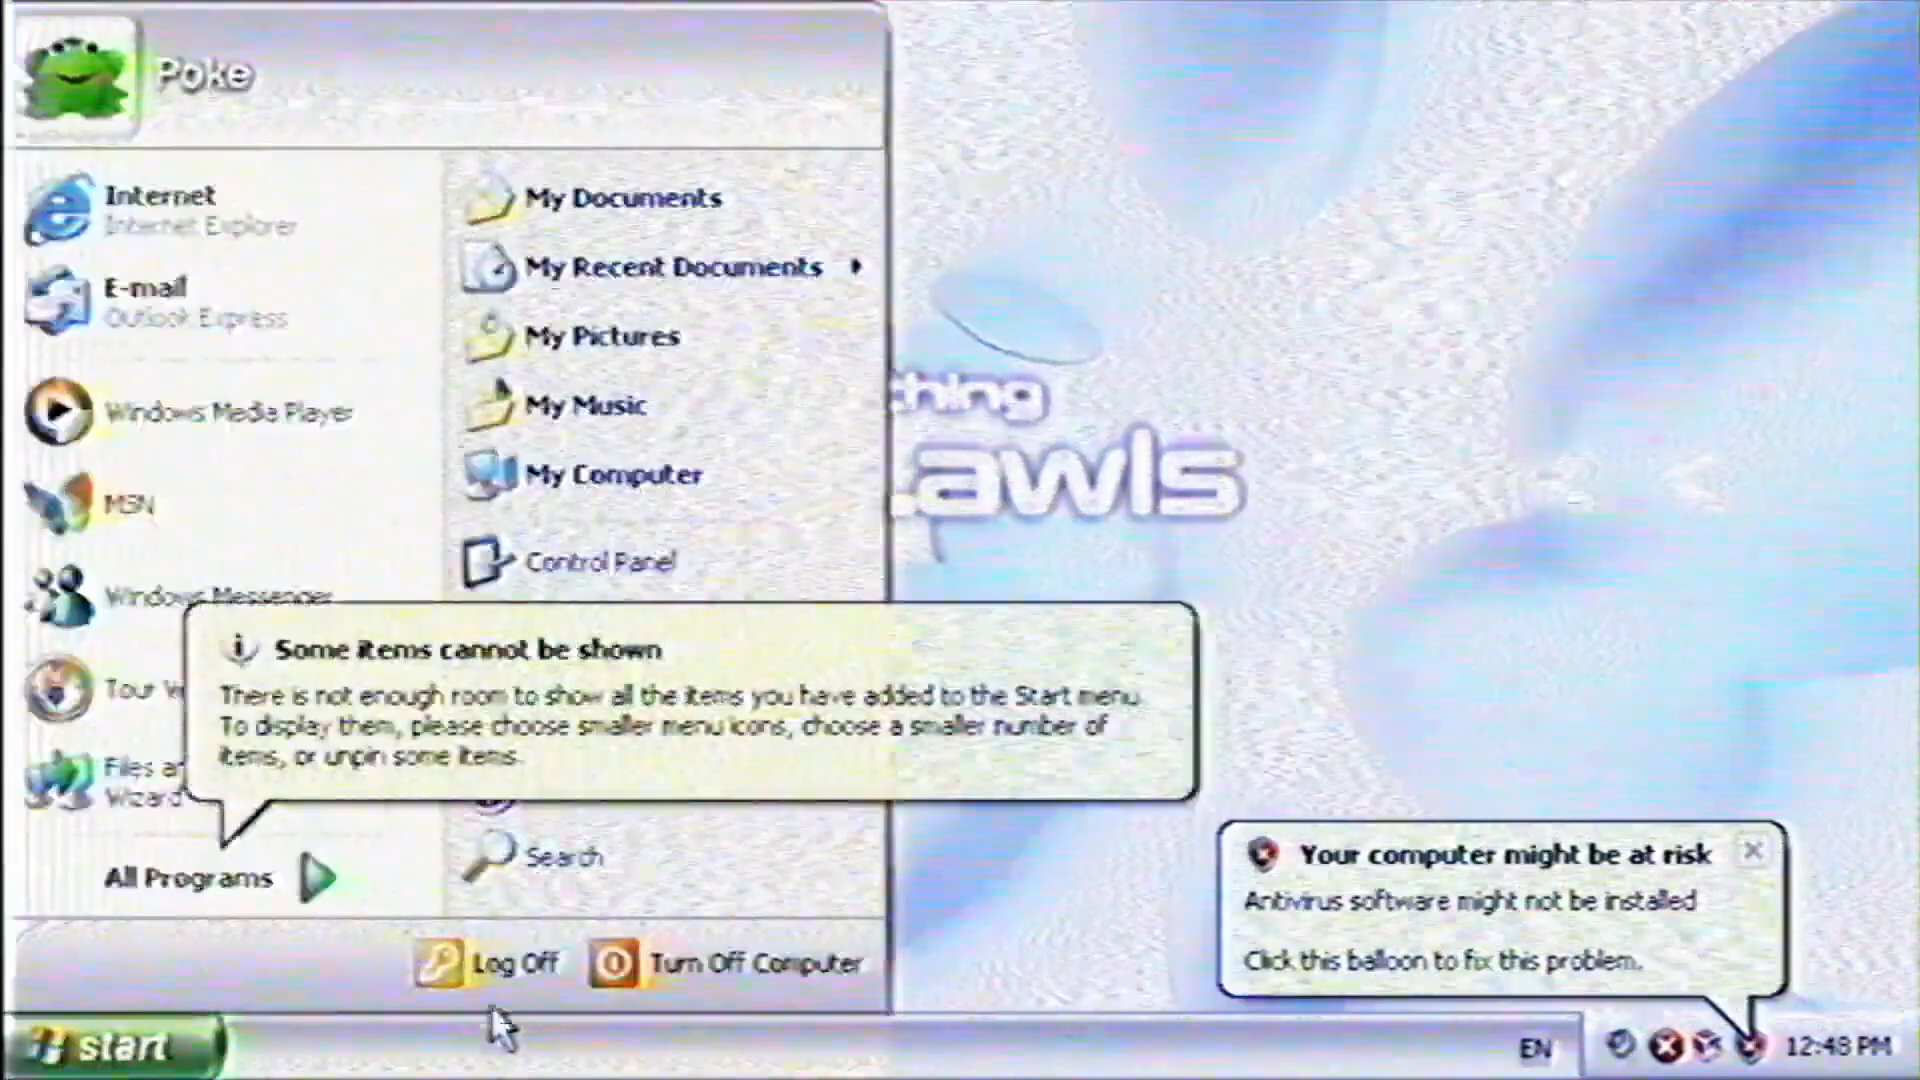 Poke
Internet
Internet Explorer
E-mail
Outlook Express
Windows Media Player
MSN
Windows Messenger
Tour W
Files an
Wizard
All Programs
My Documents
My Recent Documents
My Pictures
My Music
My Computer
Control Panel
Search
Some items cannot be shown
There is not enough room to show all the items you have added to the Start menu.
To display them, please choose smaller menu icons, choose a smaller number of
items, or unpin some items.
Log Off
Turn Off Computer
thing
Lawls
Your computer might be at risk
Antivirus software might not be installed
Click this balloon to fix this problem.
start
EN
12:48 PM